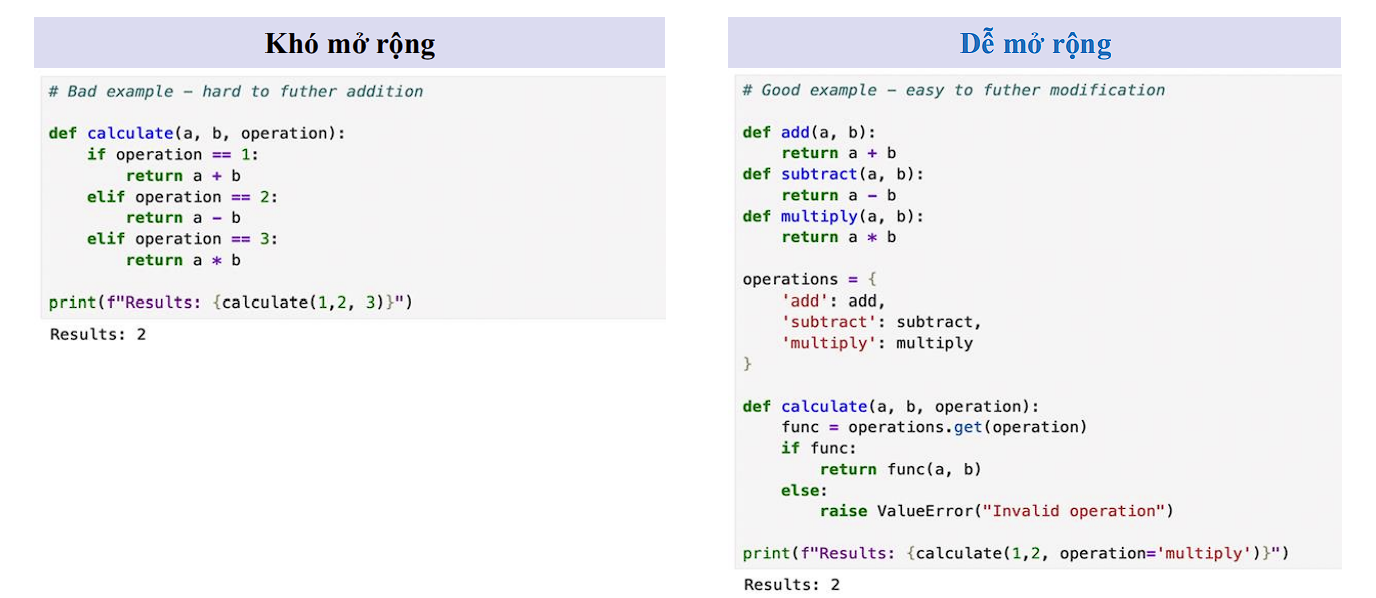 Khó mở rộng
# Bad example – hard to futher addition
def calculate(a, b, operation):
    if operation == 1:
        return a + b
    elif operation == 2:
        return a - b
    elif operation == 3:
        return a * b
print(f"Results: {calculate(1,2, 3)}")
Results: 2
Dễ mở rộng
# Good example – easy to futher modification
def add(a, b):
    return a + b
def subtract(a, b):
    return a - b
def multiply(a, b):
    return a * b
operations = {
    'add': add,
    'subtract': subtract,
    'multiply': multiply
}
def calculate(a, b, operation):
    func = operations.get(operation)
    if func:
        return func(a, b)
    else:
        raise ValueError("Invalid operation")
print(f"Results: {calculate(1,2, operation='multiply')}")
Results: 2